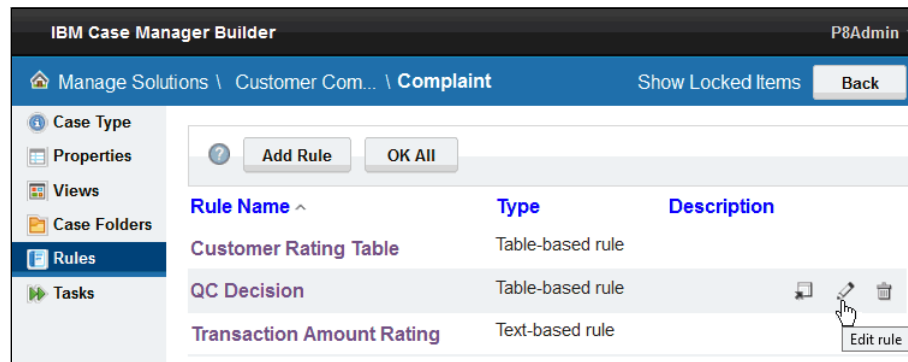 IBM Case Manager Builder P8Admin
Manage Solutions \ Customer Com... \ Complaint Show Locked Items Back
Case Type
Properties
Views
Case Folders
Rules
Tasks
Add Rule OK All
Rule Name Type Description
Customer Rating Table Table-based rule
QC Decision Table-based rule
Transaction Amount Rating Text-based rule
Edit rule